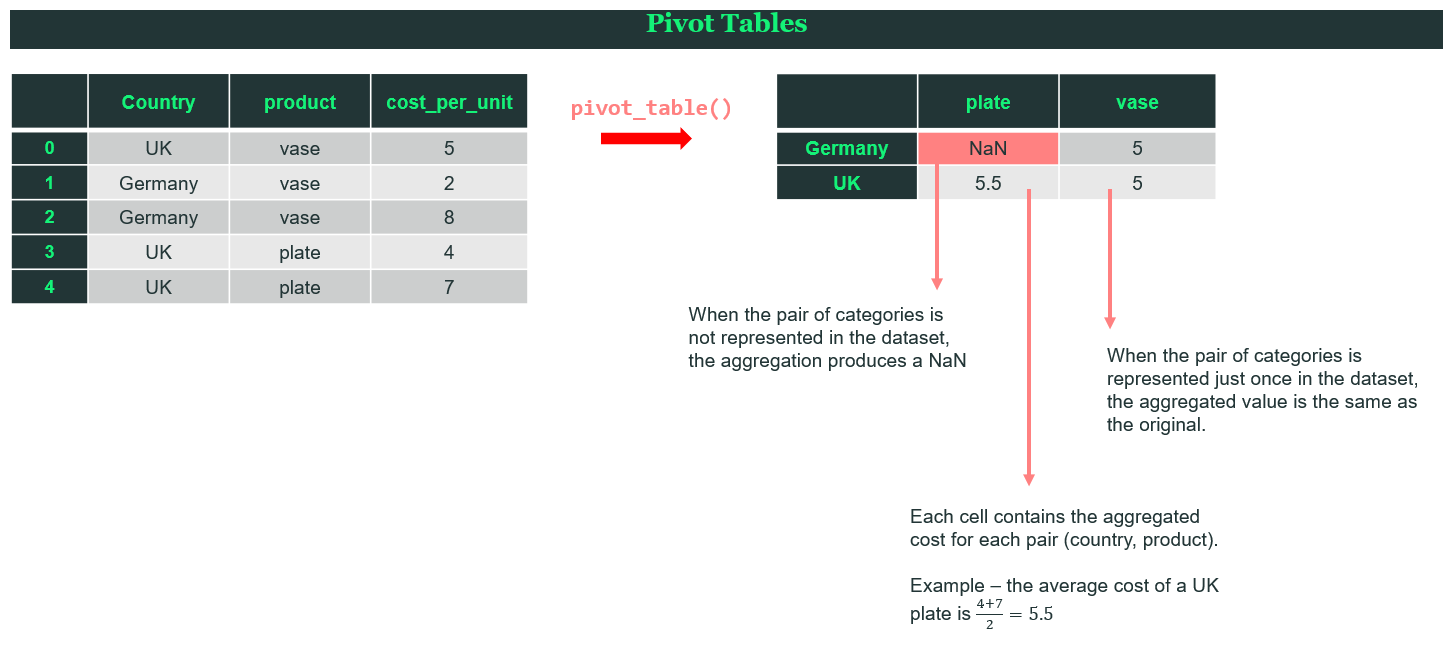 Pivot Tables
Country product cost_per_unit
0 UK vase 5
1 Germany vase 2
2 Germany vase 8
3 UK plate 4
4 UK plate 7
pivot_table()
plate vase
Germany NaN 5
UK 5.5 5
When the pair of categories is
not represented in the dataset,
the aggregation produces a NaN
When the pair of categories is
represented just once in the dataset,
the aggregated value is the same as
the original.
Each cell contains the aggregated
cost for each pair (country, product).
Example – the average cost of a UK
plate is 4+7/2 = 5.5